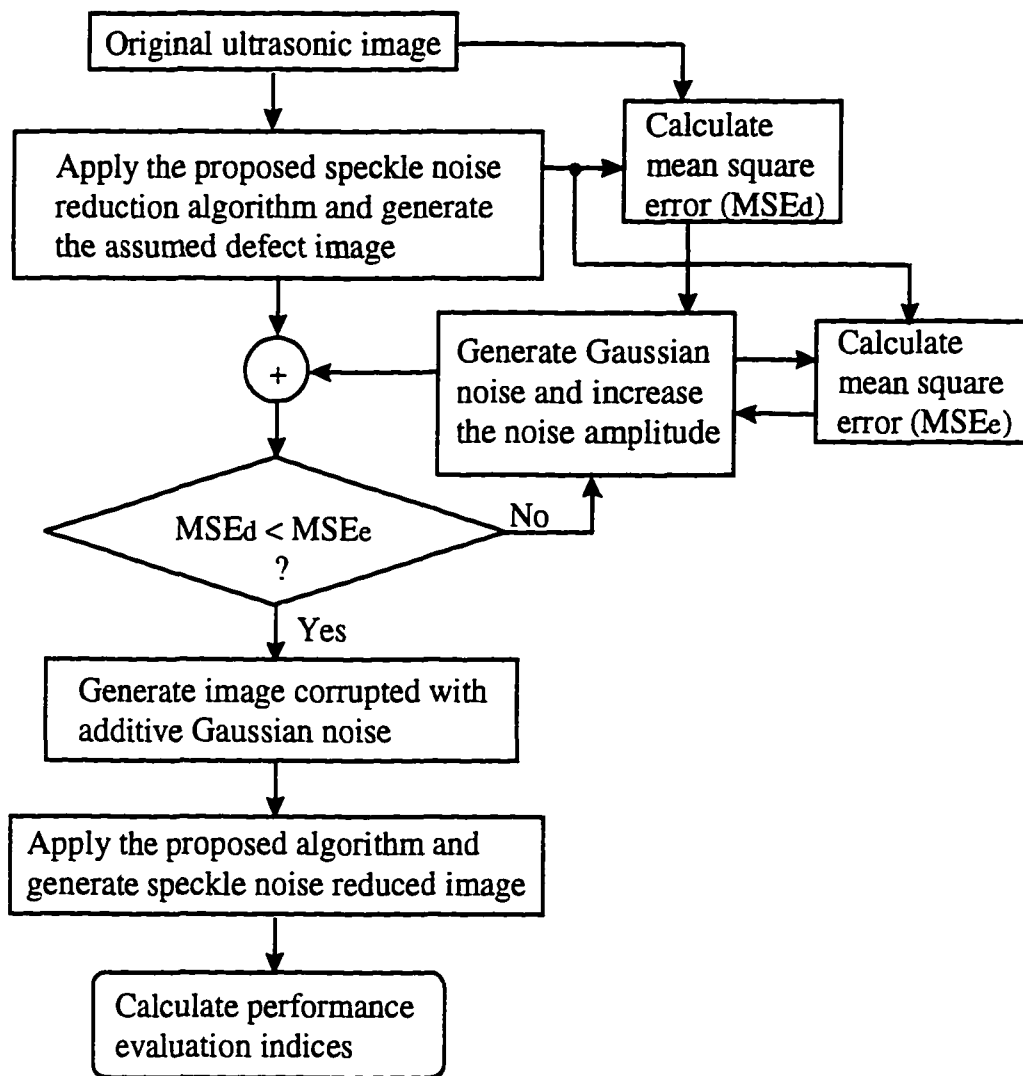 Original ultrasonic image
Calculate
mean square
error (MSEd)
Apply the proposed speckle noise
reduction algorithm and generate
the assumed defect image
+
Generate Gaussian
noise and increase
the noise amplitude
Calculate
mean square
error (MSEe)
MSEd < MSEe
?
No
Yes
Generate image corrupted with
additive Gaussian noise
Apply the proposed algorithm and
generate speckle noise reduced image
Calculate performance
evaluation indices